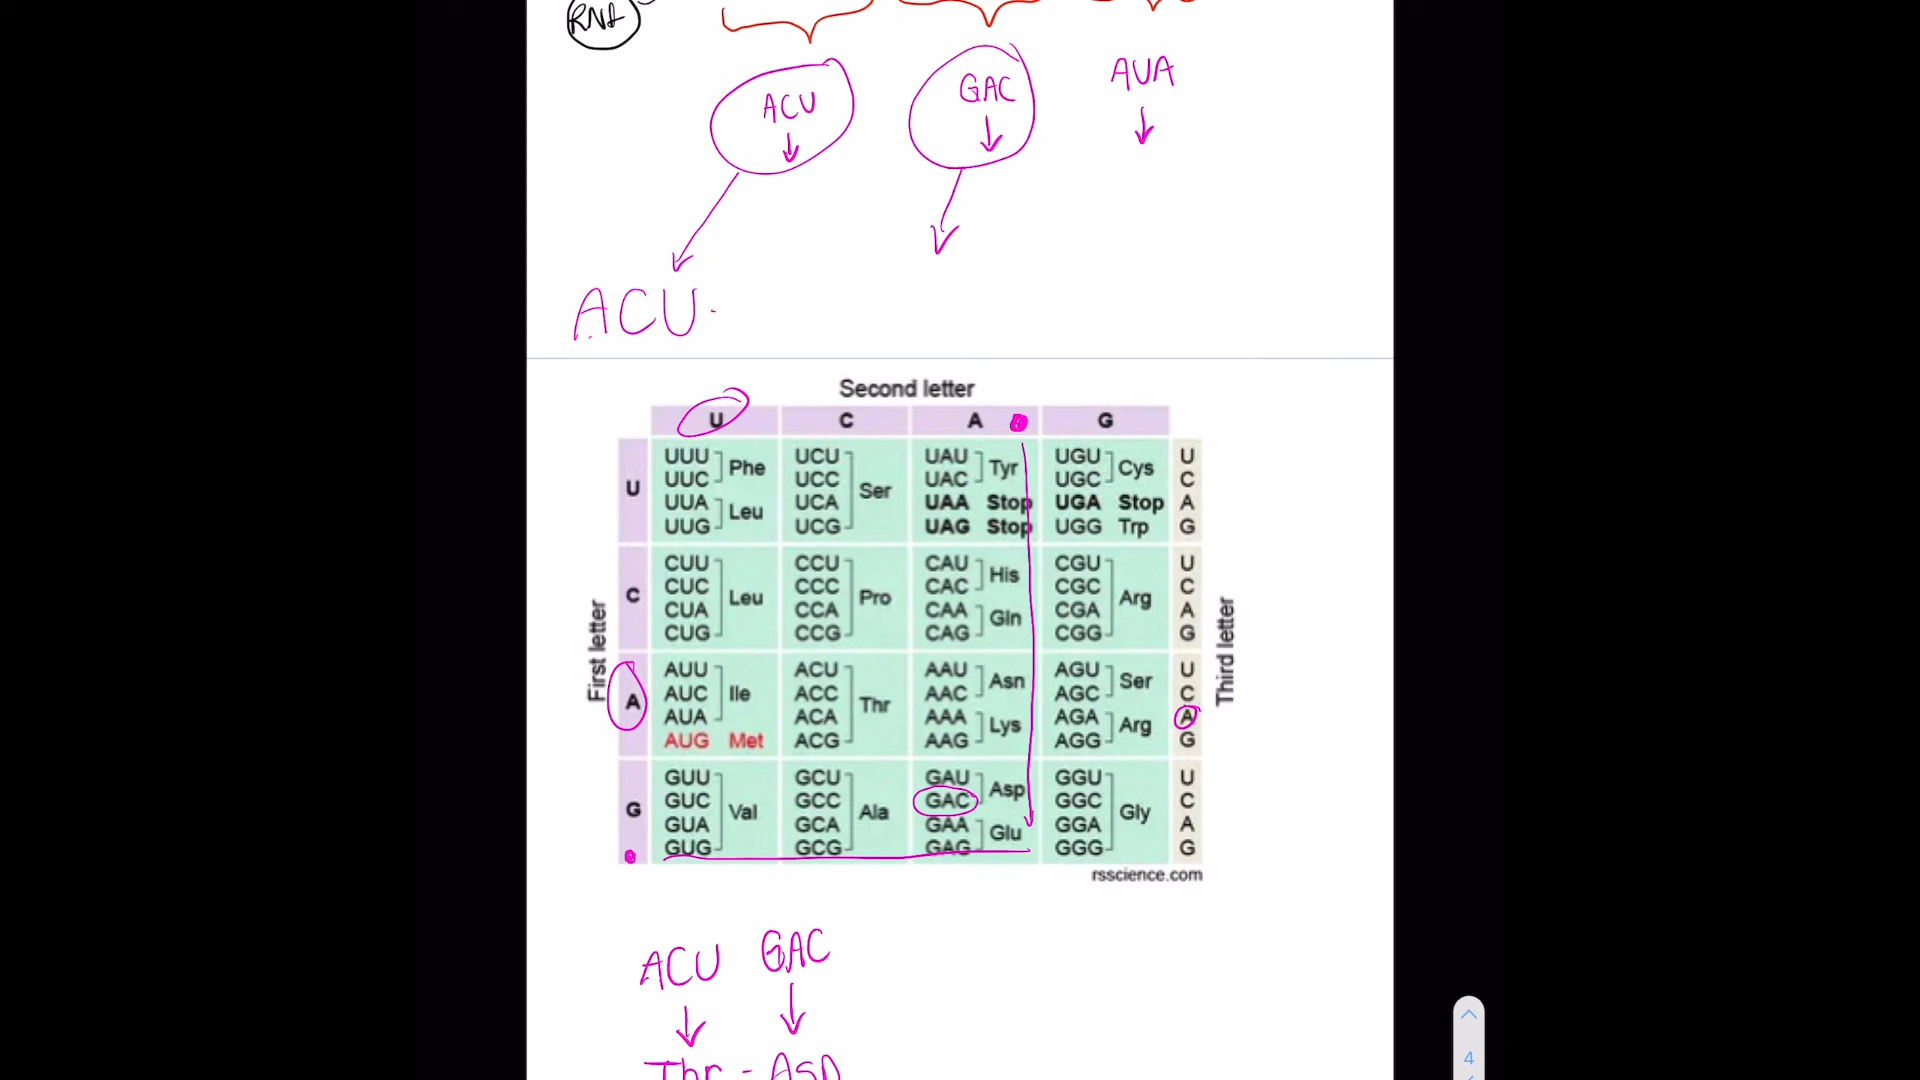 RNA
ACU GAC AUA
ACU.
Second letter
U C A G
U UUU Phe UCU Ser UAU Tyr UGU Cys U
UUC UCC UAC UGC C
UUA Leu UCA UAA Stop UGA Stop A
UUG UCG UAG Stop UGG Trp G
C CUU Leu CCU Pro CAU His CGU Arg U
CUC CCC CAC CGC C
CUA CCA CAA Gln CGA A
CUG CCG CAG CGG G
First letter
A AUU Ile ACU Thr AAU Asn AGU Ser U
AUC ACC AAC AGC C
AUA ACA AAA Lys AGA Arg A
AUG Met ACG AAG AGG G
Third letter
G GUU Val GCU Ala GAU Asp GGU Gly U
GUC GCC GAC GGC C
GUA GCA GAA Glu GGA A
GUG GCG GAG GGG G
rsscience.com
ACU GAC
Thr - ASP
4